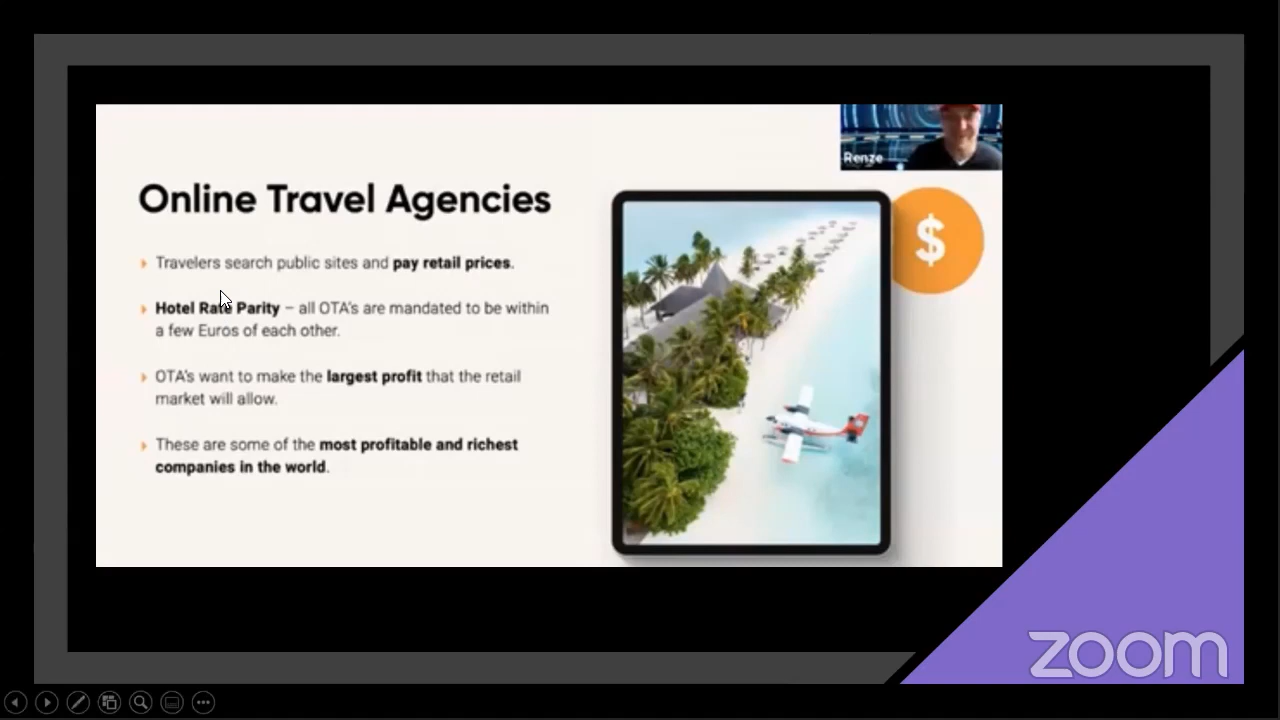 Renze
Online Travel Agencies
Travelers search public sites and pay retail prices.
Hotel Rate Parity – all OTA's are mandated to be within
a few Euros of each other.
OTA's want to make the largest profit that the retail
market will allow.
These are some of the most profitable and richest
companies in the world.
$
zoom